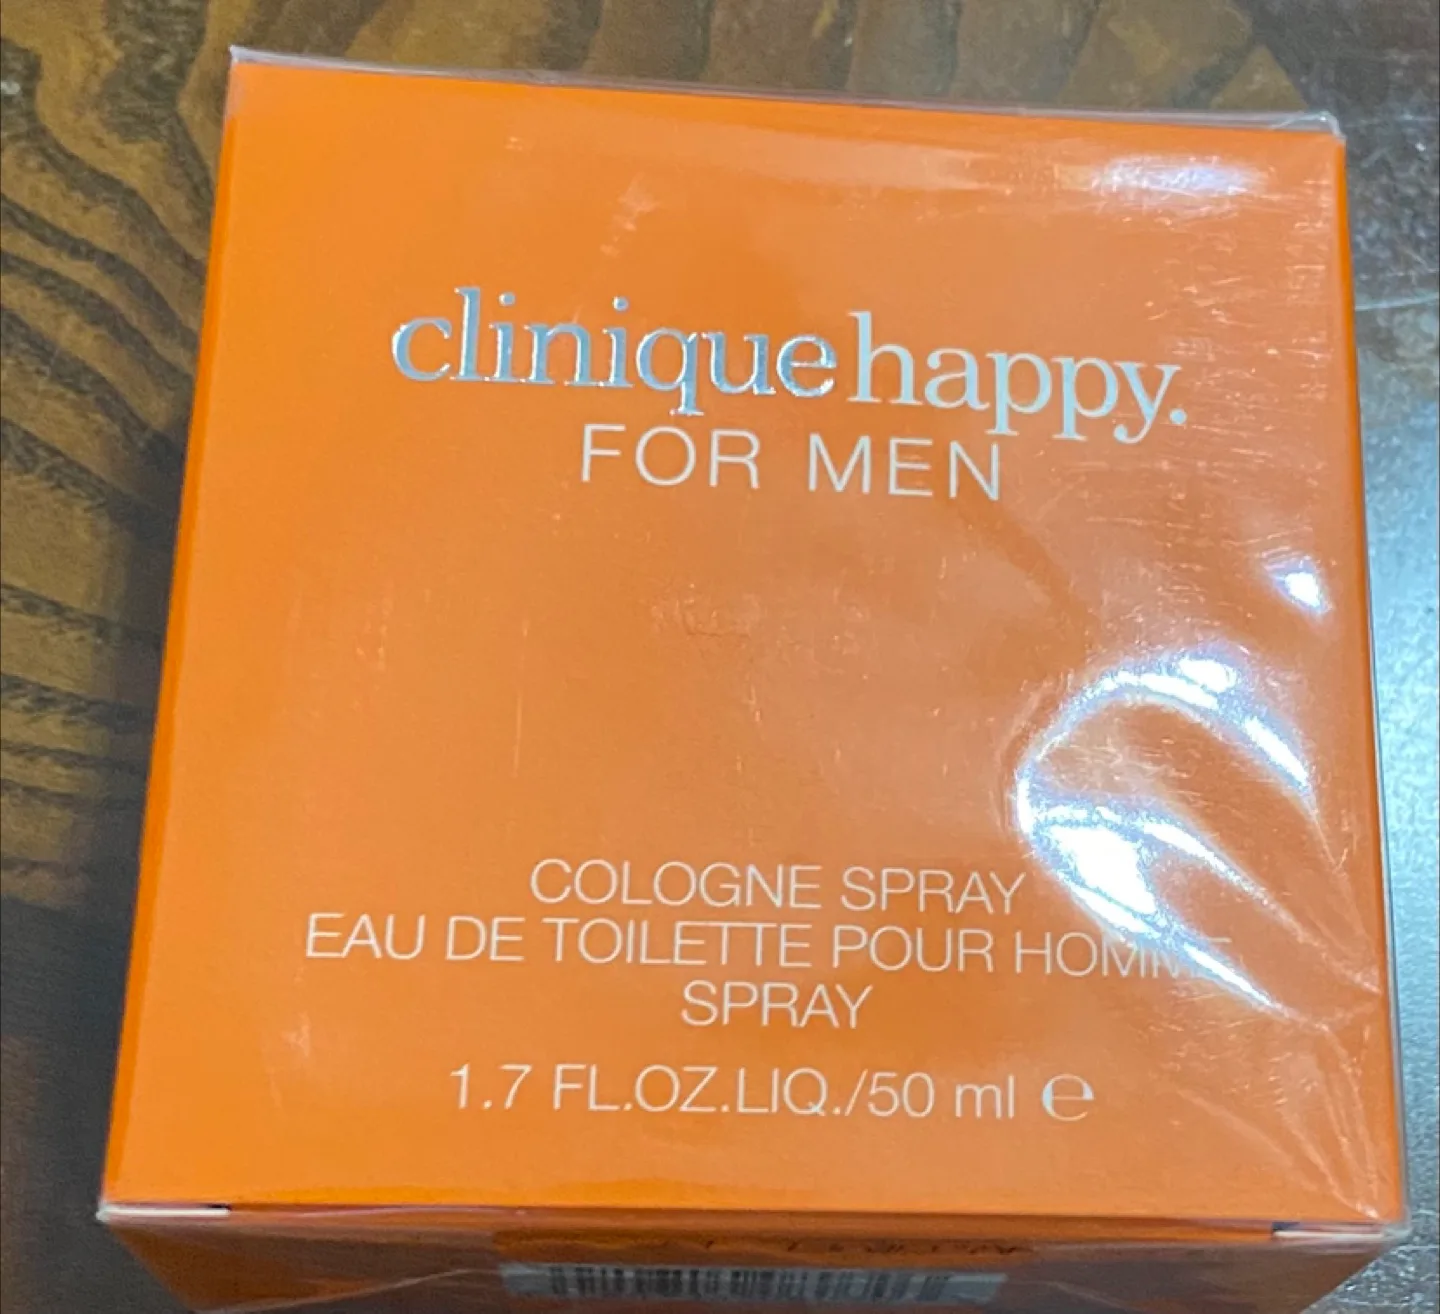 clinique happy.
FOR MEN
COLOGNE SPRAY
EAU DE TOILETTE POUR HOMME
SPRAY
1.7 FL.OZ.LIQ./50 ml ℮